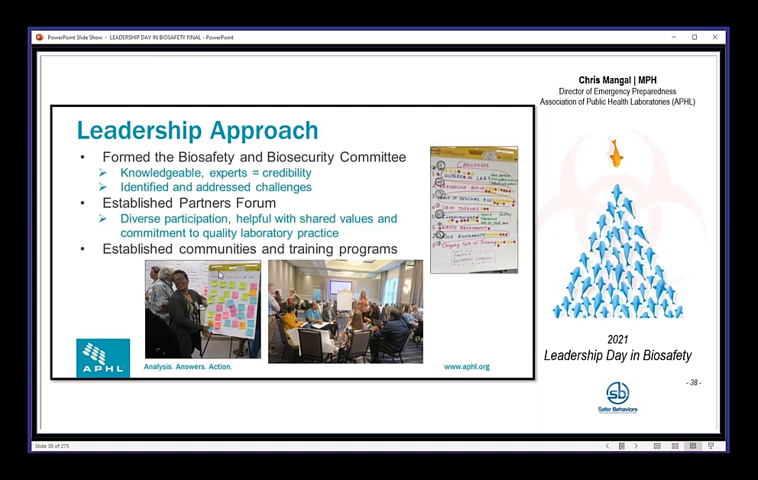 PowerPoint Slide Show - LEADERSHIP DAY IN BIOSAFETY FINAL - PowerPoint
Chris Mangal | MPH
Director of Emergency Preparedness
Association of Public Health Laboratories (APHL)
Leadership Approach
• Formed the Biosafety and Biosecurity Committee
Knowledgeable, experts = credibility
Identified and addressed challenges
• Established Partners Forum
Diverse participation, helpful with shared values and
commitment to quality laboratory practice
• Established communities and training programs
CHALLENGES
APHL
Analysis. Answers. Action.
www.aphl.org
2021
Leadership Day in Biosafety
- 38 -
sb
Safer Behaviors
Slide 38 of 275